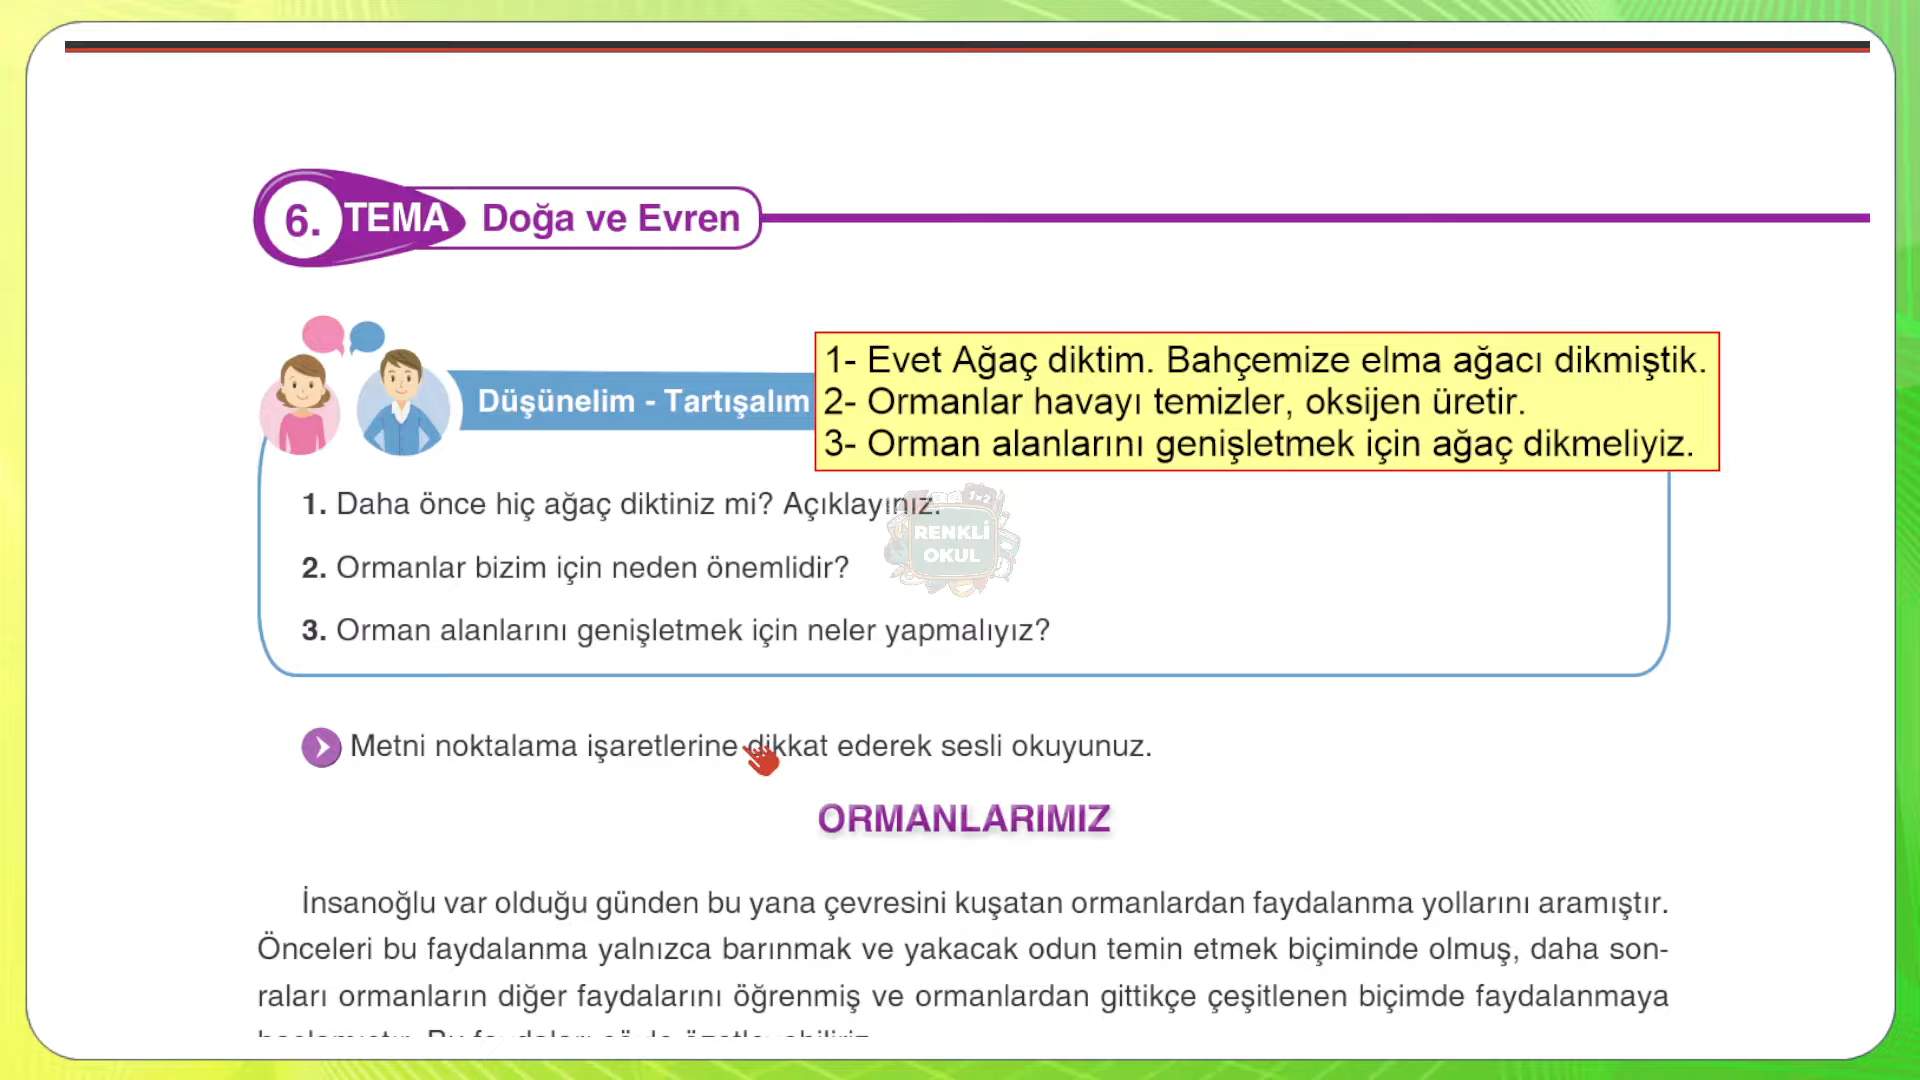 6. TEMA Doğa ve Evren
Düşünelim - Tartışalım
1- Evet Ağaç diktim. Bahçemize elma ağacı dikmiştik.
2- Ormanlar havayı temizler, oksijen üretir.
3- Orman alanlarını genişletmek için ağaç dikmeliyiz.
1. Daha önce hiç ağaç diktiniz mi? Açıklayınız.
RENKLİ
OKUL
2. Ormanlar bizim için neden önemlidir?
3. Orman alanlarını genişletmek için neler yapmalıyız?
Metni noktalama işaretlerine dikkat ederek sesli okuyunuz.
ORMANLARIMIZ
İnsanoğlu var olduğu günden bu yana çevresini kuşatan ormanlardan faydalanma yollarını aramıştır.
Önceleri bu faydalanma yalnızca barınmak ve yakacak odun temin etmek biçiminde olmuş, daha son-
raları ormanların diğer faydalarını öğrenmiş ve ormanlardan gittikçe çeşitlenen biçimde faydalanmaya